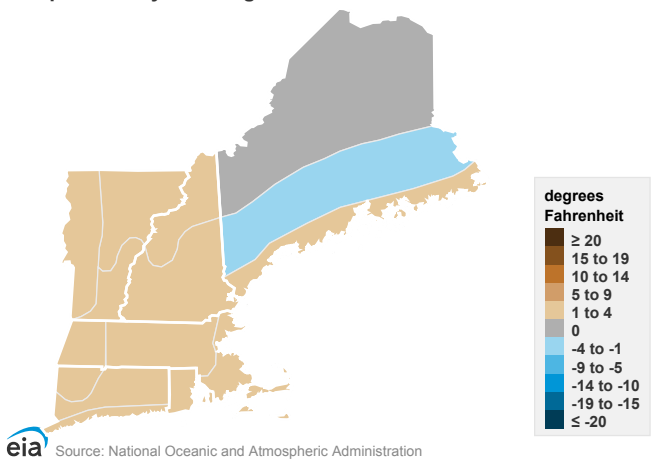 degrees
Fahrenheit
≥ 20
15 to 19
10 to 14
5 to 9
1 to 4
0
-4 to -1
-9 to -5
-14 to -10
-19 to -15
≤ -20
eia Source: National Oceanic and Atmospheric Administration